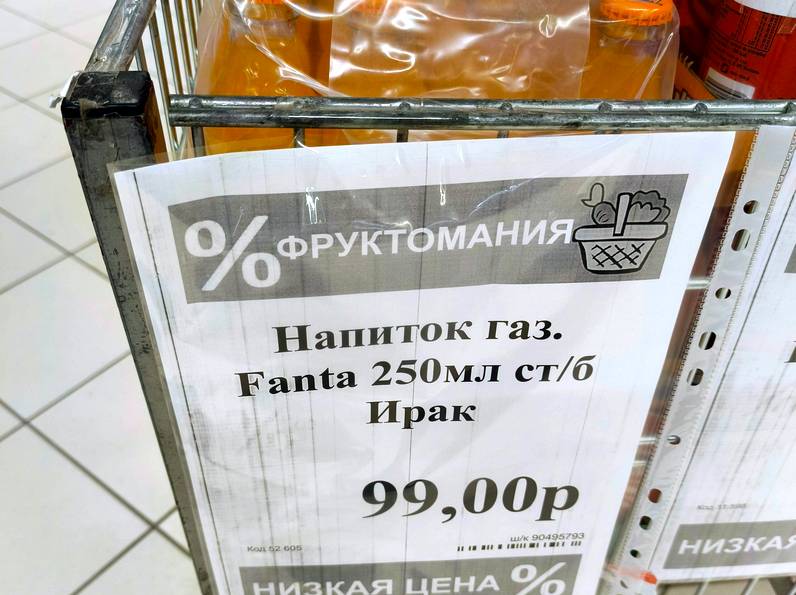 % ФРУКТОМАНИЯ
Напиток газ.
Fanta 250мл ст/б
Ирак
99,00р
ш/к 90495793
Код 52 605
НИЗКАЯ ЦЕНА %
НИЗКАЯ